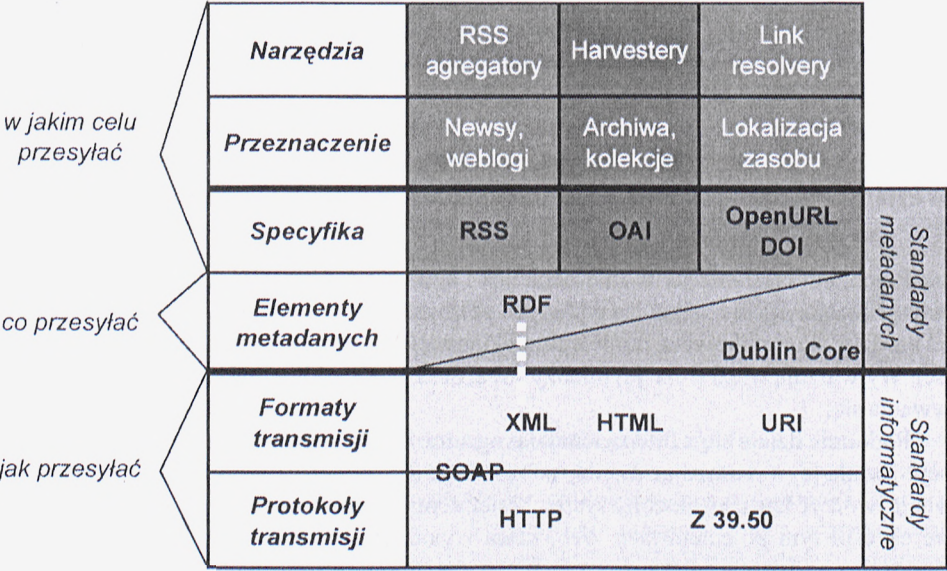 w jakim celu
przesyłać
Narzędzia
RSS
agregatory
Harvestery
Link
resolvery
Przeznaczenie
Newsy,
weblogi
Archiwa,
kolekcje
Lokalizacja
zasobu
Specyfika
RSS
OAI
OpenURL
DOI
Standardy
metadanych
co przesyłać
Elementy
metadanych
RDF
Dublin Core
jak przesyłać
Formaty
transmisji
XML
HTML
URI
SOAP
Protokoły
transmisji
HTTP
Z 39.50
Standardy
informatyczne